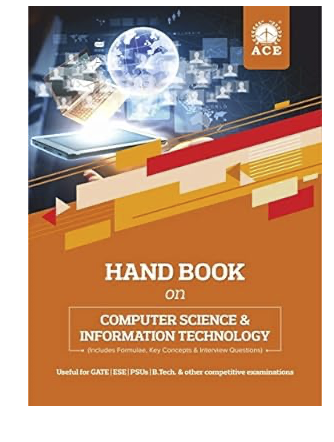 ACE
HAND BOOK
on
COMPUTER SCIENCE &
INFORMATION TECHNOLOGY
(Includes Formulae, Key Concepts & Interview Questions)
Useful for GATE | ESE | PSUs | B.Tech. & other competitive examinations